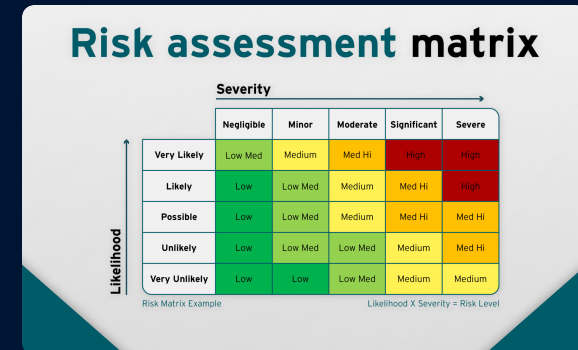 Risk assessment matrix
Severity
Negligible Minor Moderate Significant Severe
Very Likely Low Med Medium Med Hi High High
Likely Low Low Med Medium Med Hi High
Possible Low Low Med Medium Med Hi Med Hi
Unlikely Low Low Med Low Med Medium Med Hi
Very Unlikely Low Low Low Med Medium Medium
Likelihood
Risk Matrix Example Likelihood X Severity = Risk Level